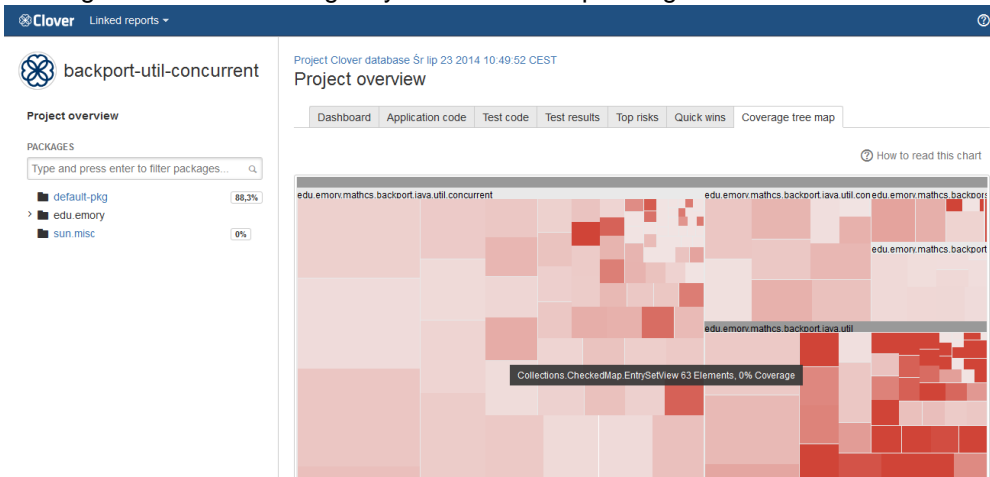 Clover Linked reports
backport-util-concurrent
Project overview
PACKAGES
Type and press enter to filter packages...
default-pkg 88,3%
edu.emory
sun.misc 0%
Project Clover database Śr lip 23 2014 10:49:52 CEST
Project overview
Dashboard Application code Test code Test results Top risks Quick wins Coverage tree map
How to read this chart
edu.emory.mathcs.backport.java.util.concurrent
edu.emory.mathcs.backport.java.util.con
edu.emory.mathcs.backpors
edu.emory.mathcs.backport
edu.emory.mathcs.backport.java.util
Collections.CheckedMap.EntrySetView 63 Elements, 0% Coverage